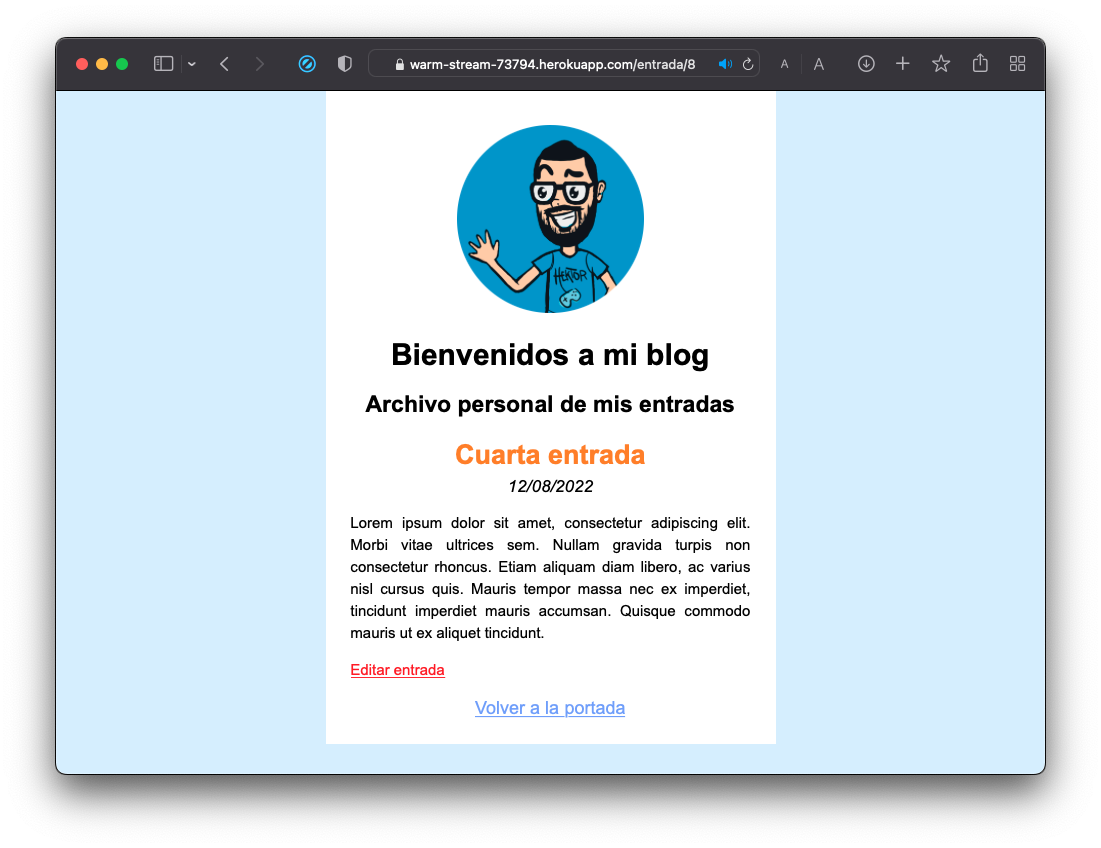 warm-stream-73794.herokuapp.com/entrada/8
A A
HEKTOR
Bienvenidos a mi blog
Archivo personal de mis entradas
Cuarta entrada
12/08/2022
Lorem ipsum dolor sit amet, consectetur adipiscing elit.
Morbi vitae ultrices sem. Nullam gravida turpis non
consectetur rhoncus. Etiam aliquam diam libero, ac varius
nisl cursus quis. Mauris tempor massa nec ex imperdiet,
tincidunt imperdiet mauris accumsan. Quisque commodo
mauris ut ex aliquet tincidunt.
Editar entrada
Volver a la portada